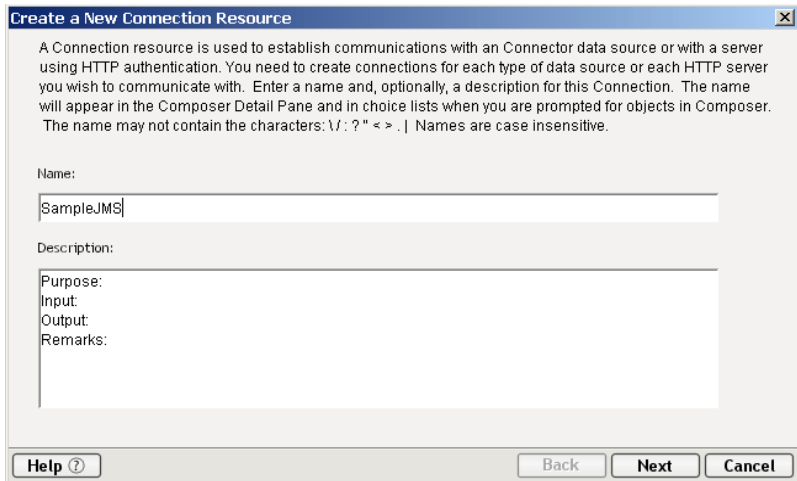 Create a New Connection Resource
A Connection resource is used to establish communications with an Connector data source or with a server
using HTTP authentication. You need to create connections for each type of data source or each HTTP server
you wish to communicate with.  Enter a name and, optionally, a description for this Connection.  The name
will appear in the Composer Detail Pane and in choice lists when you are prompted for objects in Composer.
The name may not contain the characters: \ / : ? " < > . |  Names are case insensitive.
Name:
SampleJMS
Description:
Purpose:
Input:
Output:
Remarks:
Help ?
Back
Next
Cancel